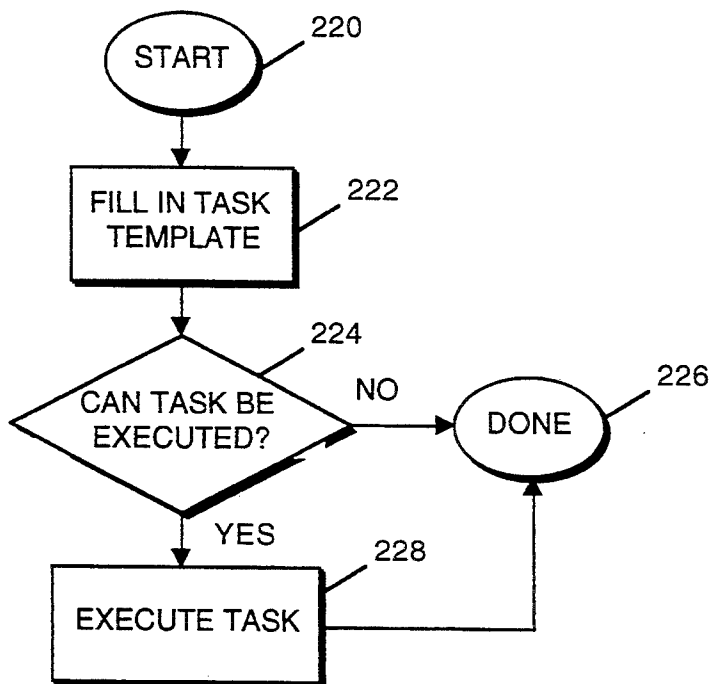 220
START
222
FILL IN TASK
TEMPLATE
224
CAN TASK BE
EXECUTED?
NO
226
DONE
YES
228
EXECUTE TASK